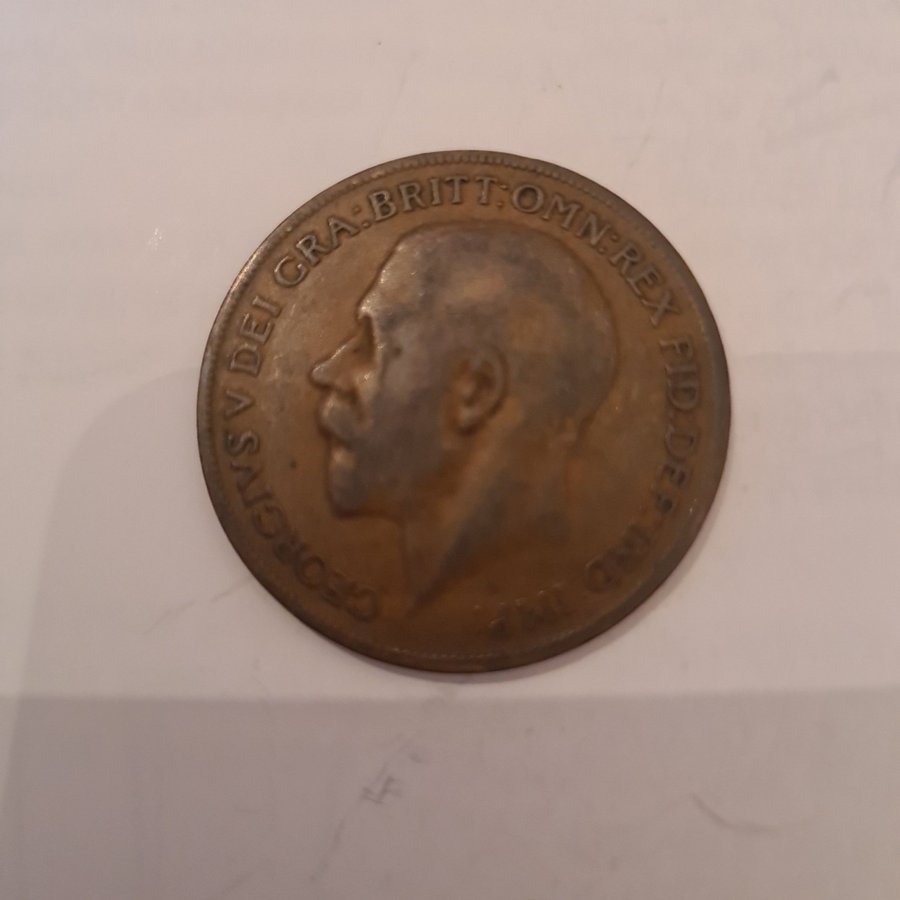 GEORGIVS V DEI GRA: BRITT: OMN: REX FID. DEF. IND. IMP.